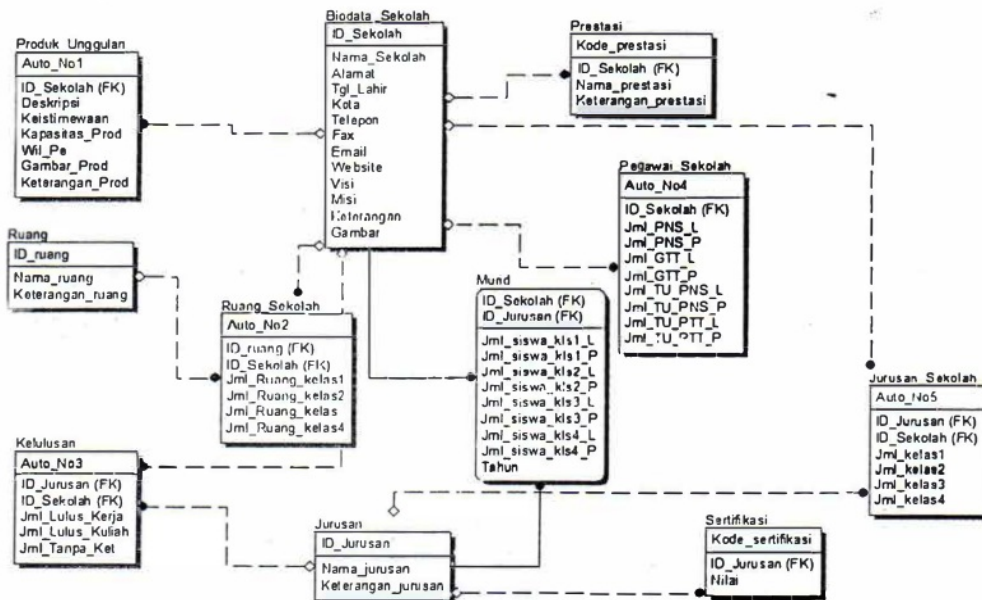 Produk_Unggulan
Auto_No1
ID_Sekolah (FK)
Deskripsi
Keistimewaan
Kapasitas_Prod
Wil_Pe
Gambar_Prod
Keterangan_Prod
Biodata_Sekolah
ID_Sekolah
Nama_Sekolah
Alamat
Tgl_Lahir
Kota
Telepon
Fax
Email
Website
Visi
Misi
Keterangan
Gambar
Prestasi
Kode_prestasi
ID_Sekolah (FK)
Nama_prestasi
Keterangan_prestasi
Pegawai_Sekolah
Auto_No4
ID_Sekolah (FK)
Jml_PNS_L
Jml_PNS_P
Jml_GTT_L
Jml_GTT_P
Jml_TU_PNS_L
Jml_TU_PNS_P
Jml_TU_PTT_L
Jml_TU_PTT_P
Ruang
ID_ruang
Nama_ruang
Keterangan_ruang
Ruang_Sekolah
Auto_No2
ID_ruang (FK)
ID_Sekolah (FK)
Jml_Ruang_kelas1
Jml_Ruang_kelas2
Jml_Ruang_kelas
Jml_Ruang_kelas4
Murid
ID_Sekolah (FK)
ID_Jurusan (FK)
Jml_siswa_kls1_L
Jml_siswa_kls1_P
Jml_siswa_kls2_L
Jml_siswa_kls2_P
Jml_siswa_kls3_L
Jml_siswa_kls3_P
Jml_siswa_kls4_L
Jml_siswa_kls4_P
Tahun
Jurusan_Sekolah
Auto_No5
ID_Jurusan (FK)
ID_Sekolah (FK)
Jml_kelas1
Jml_kelas2
Jml_kelas3
Jml_kelas4
Kelulusan
Auto_No3
ID_Jurusan (FK)
ID_Sekolah (FK)
Jml_Lulus_Kerja
Jml_Lulus_Kuliah
Jml_Tanpa_Ket
Jurusan
ID_Jurusan
Nama_jurusan
Keterangan_jurusan
Sertifikasi
Kode_sertifikasi
ID_Jurusan (FK)
Nilai